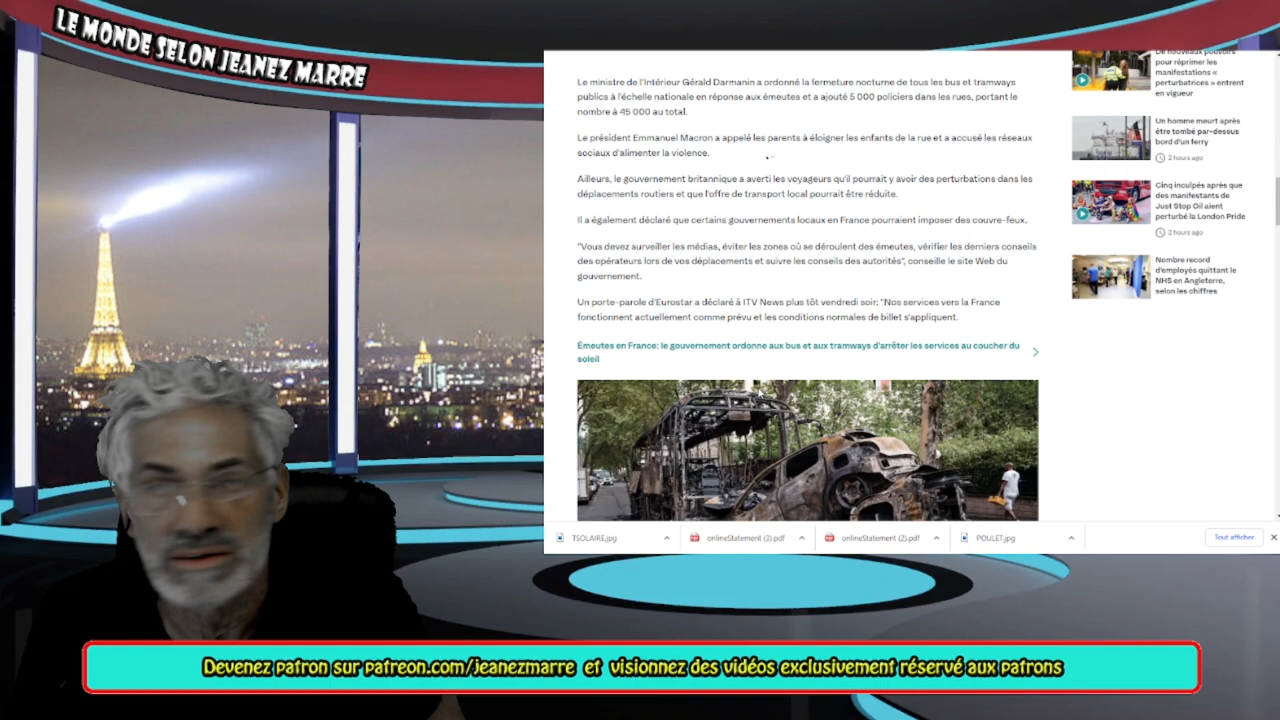 LE MONDE SELON JEANEZ MARRE
Le ministre de l'Intérieur Gérald Darmanin a ordonné la fermeture nocturne de tous les bus et tramways
publics à l'échelle nationale en réponse aux émeutes et a ajouté 5 000 policiers dans les rues, portant le
nombre à 45 000 au total.
Le président Emmanuel Macron a appelé les parents à éloigner les enfants de la rue et a accusé les réseaux
sociaux d'alimenter la violence.
Ailleurs, le gouvernement britannique a averti les voyageurs qu'il pourrait y avoir des perturbations dans les
déplacements routiers et que l'offre de transport local pourrait être réduite.
Il a également déclaré que certains gouvernements locaux en France pourraient imposer des couvre-feux.
"Vous devez surveiller les médias, éviter les zones où se déroulent des émeutes, vérifier les derniers conseils
des opérateurs lors de vos déplacements et suivre les conseils des autorités", conseille le site Web du
gouvernement.
Un porte-parole d'Eurostar a déclaré à ITV News plus tôt vendredi soir: "Nos services vers la France
fonctionnent actuellement comme prévu et les conditions normales de billet s'appliquent.
Émeutes en France: le gouvernement ordonne aux bus et aux tramways d'arrêter les services au coucher du
soleil
De nouveaux pouvoirs
pour réprimer les
manifestations «
perturbatrices » entrent
en vigueur
Un homme meurt après
être tombé par-dessus
bord d'un ferry
2 hours ago
Cinq inculpés après que
des manifestants de
Just Stop Oil aient
perturbé la London Pride
2 hours ago
Nombre record
d'employés quittant le
NHS en Angleterre,
selon les chiffres
TSOLAIRE.jpg
onlineStatement (3).pdf
onlineStatement (2).pdf
POULET.jpg
Tout afficher
Devenez patron sur patreon.com/jeanezmarre et visionnez des vidéos exclusivement réservé aux patrons